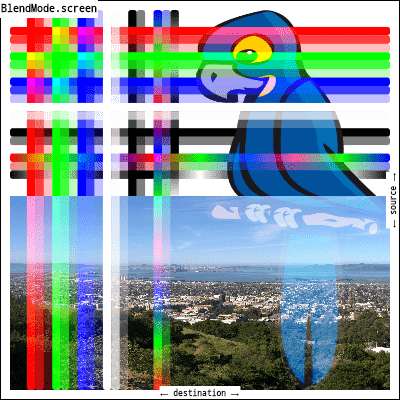 BlendMode.screen
← source →
← destination →